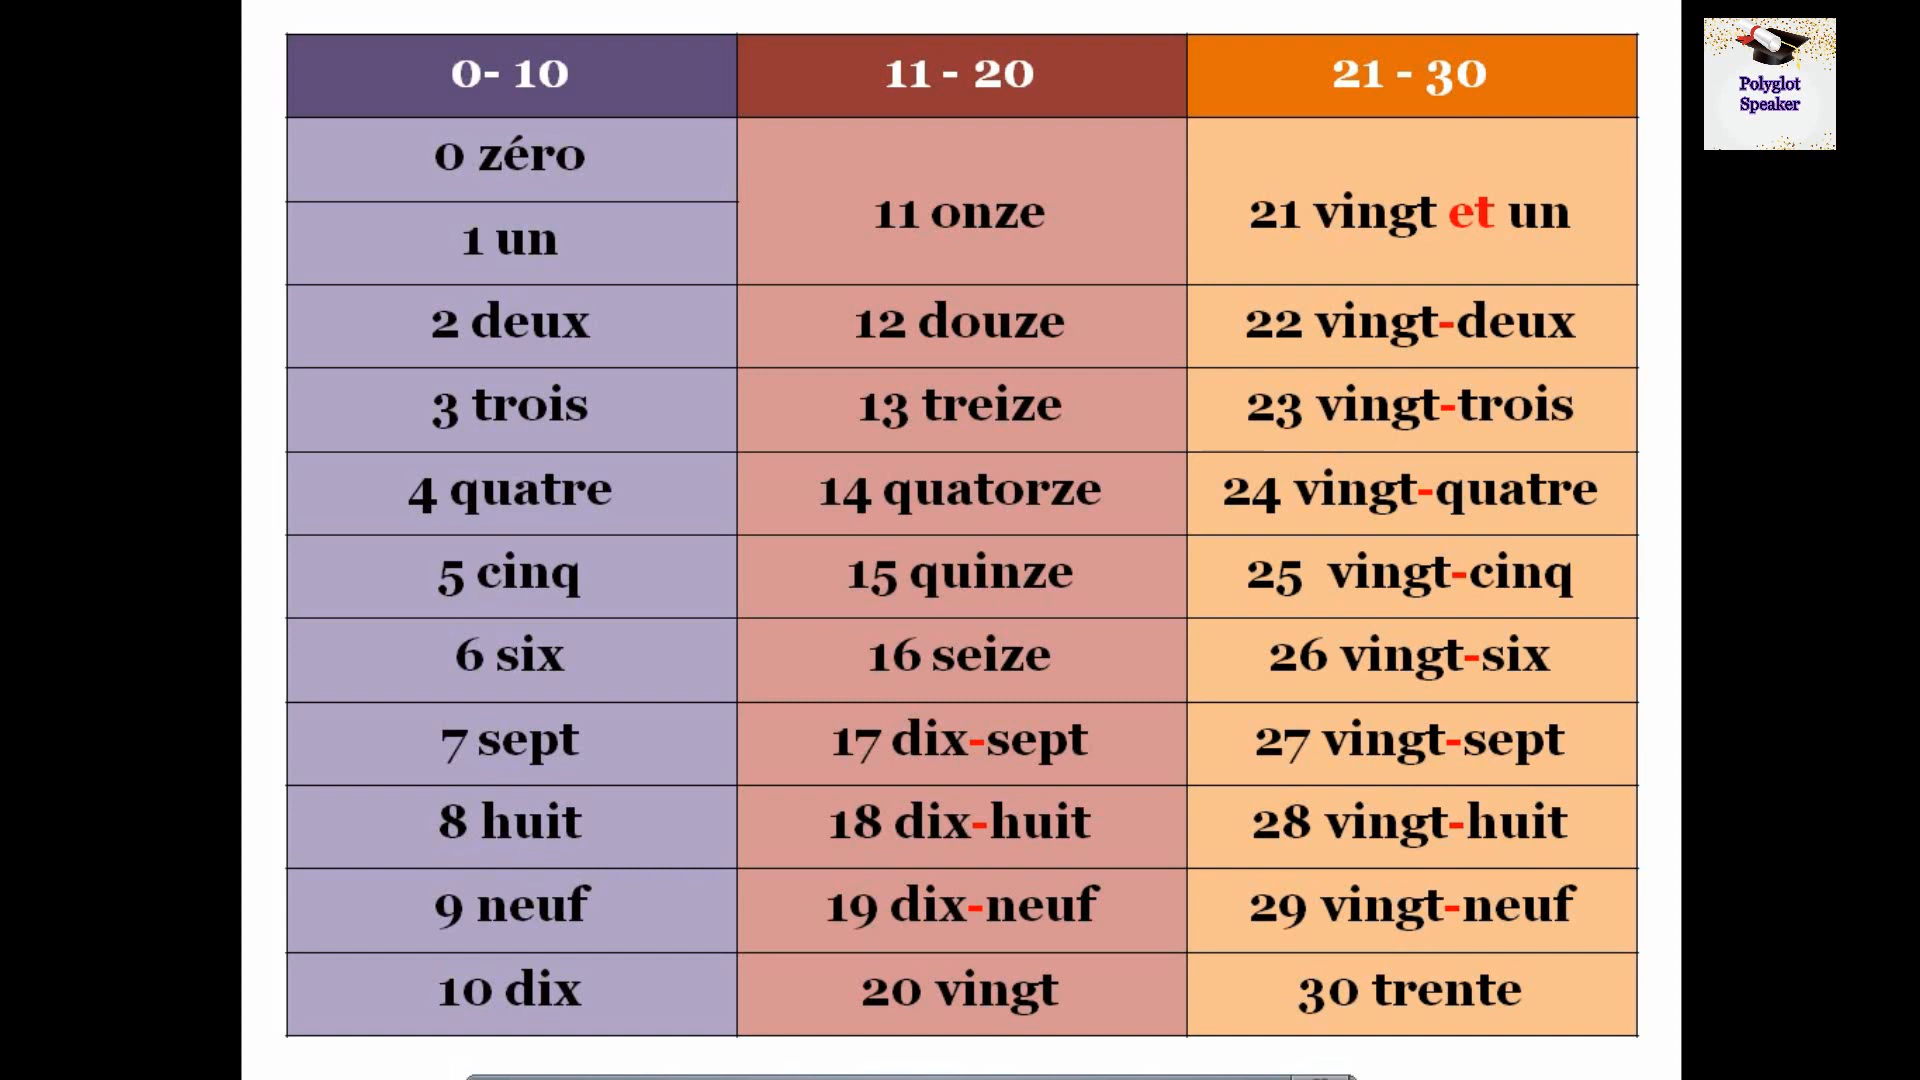 0- 10
11 - 20
21 - 30
0 zéro
11 onze
21 vingt et un
1 un
2 deux
12 douze
22 vingt-deux
3 trois
13 treize
23 vingt-trois
4 quatre
14 quatorze
24 vingt-quatre
5 cinq
15 quinze
25 vingt-cinq
6 six
16 seize
26 vingt-six
7 sept
17 dix-sept
27 vingt-sept
8 huit
18 dix-huit
28 vingt-huit
9 neuf
19 dix-neuf
29 vingt-neuf
10 dix
20 vingt
30 trente
Polyglot
Speaker